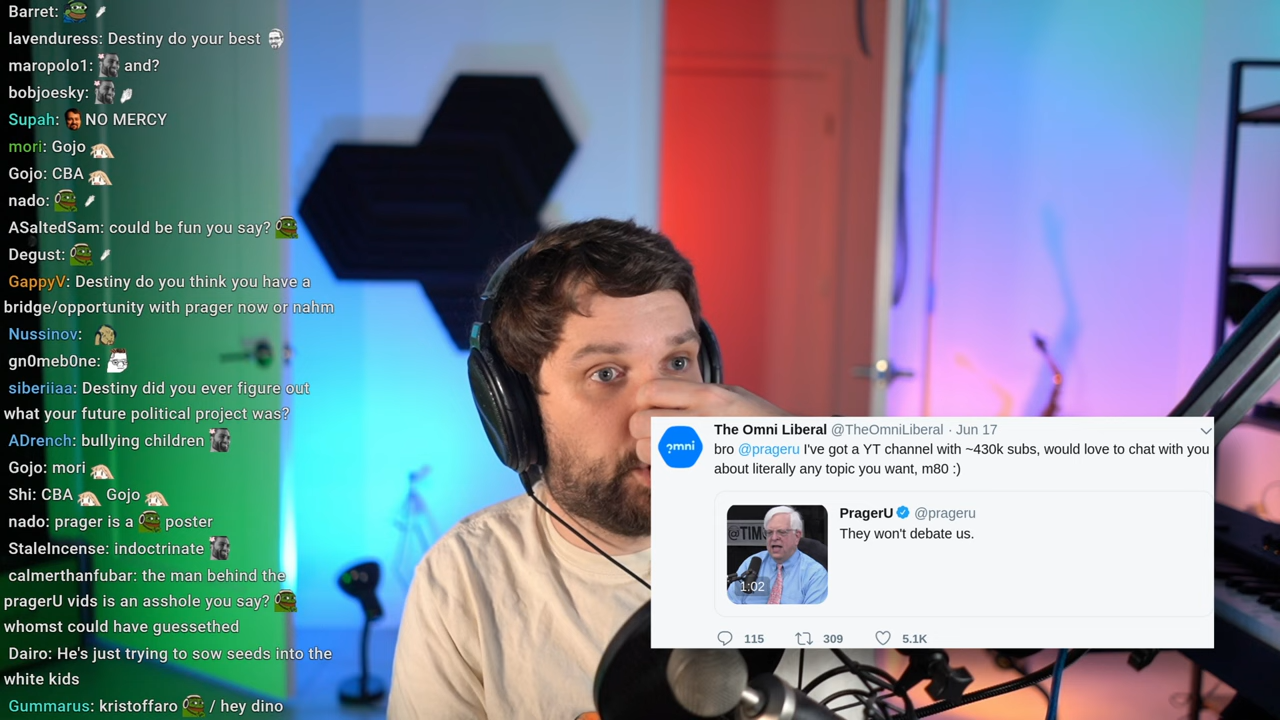 Barret:
lavenduress: Destiny do your best
maropolo1: and?
bobjoesky:
Supah: NO MERCY
mori: Gojo
Gojo: CBA
nado:
ASaltedSam: could be fun you say?
Degust:
GappyV: Destiny do you think you have a
bridge/opportunity with prager now or nahm
Nussinov:
gn0meb0ne:
siberiiaa: Destiny did you ever figure out
what your future political project was?
ADrench: bullying children
Gojo: mori
Shi: CBA Gojo
nado: prager is a poster
StaleIncense: indoctrinate
calmerthanfubar: the man behind the
pragerU vids is an asshole you say?
whomst could have guessethed
Dairo: He's just trying to sow seeds into the
white kids
Gummarus: kristoffaro / hey dino
The Omni Liberal @TheOmniLiberal · Jun 17
omni
bro @prageru I've got a YT channel with ~430k subs, would love to chat with you
about literally any topic you want, m80 :)
PragerU @prageru
They won't debate us.
@TIM
1:02
115 309 5.1K